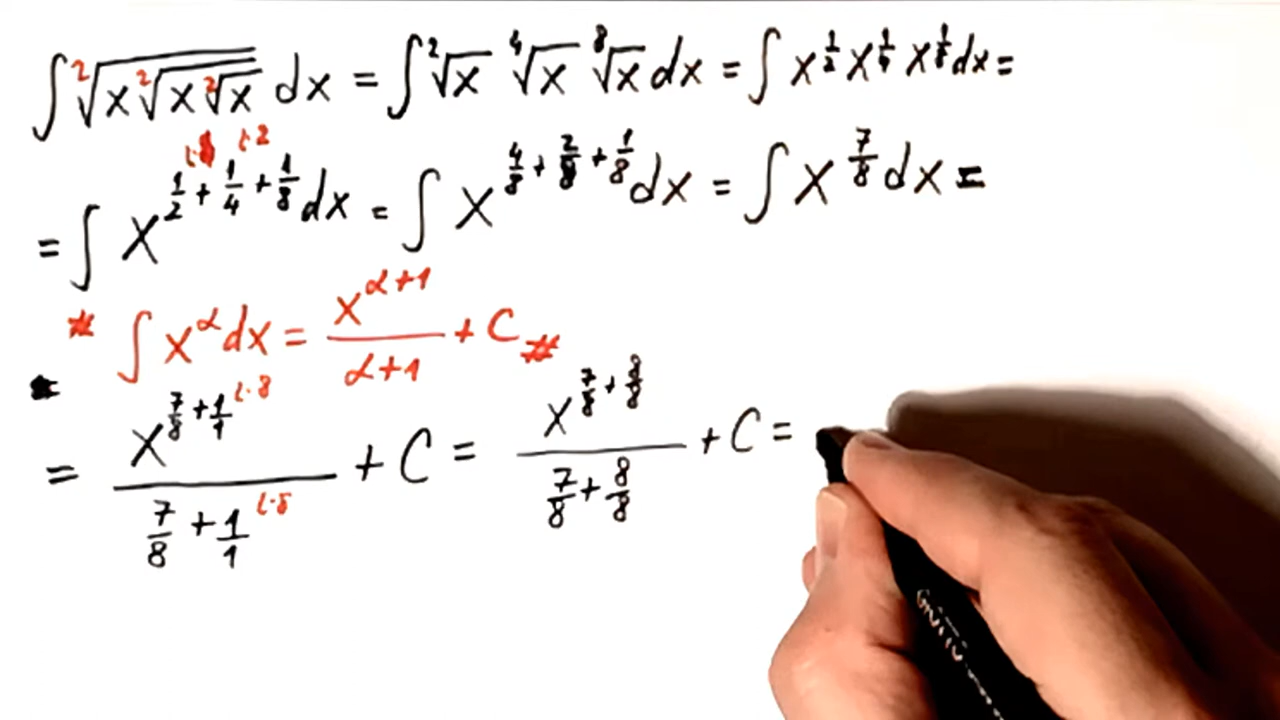 ∫ ²√(x ²√(x ²√x)) dx = ∫ ²√x ⁴√x ⁸√x dx = ∫ x^(1/2) x^(1/4) x^(1/8) dx =
= ∫ x^(1/2 + 1/4 + 1/8) dx = ∫ x^(4/8 + 2/8 + 1/8) dx = ∫ x^(7/8) dx =
* ∫ x^α dx = x^(α+1)/(α+1) + C #
= x^(7/8 + 1/1)/(7/8 + 1/1) + C = x^(7/8 + 8/8)/(7/8 + 8/8) + C =